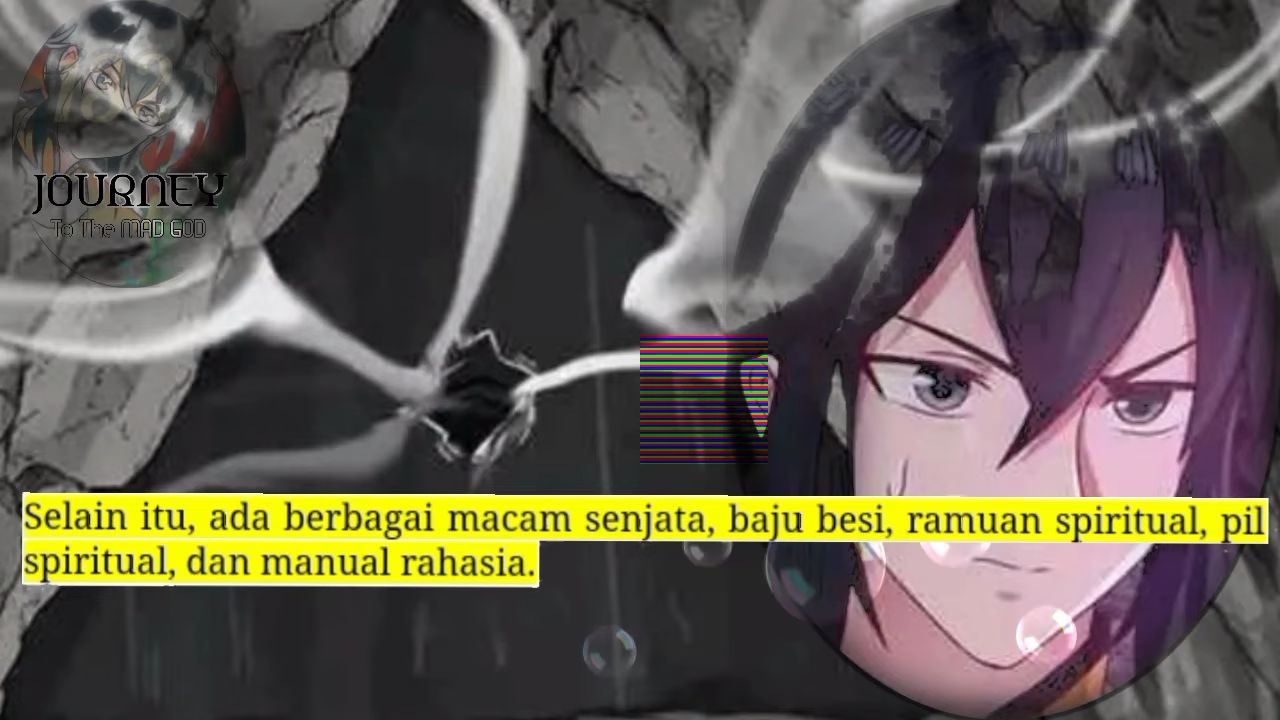 JOURNEY
To The MAD GOD
Selain itu, ada berbagai macam senjata, baju besi, ramuan spiritual, pil
spiritual, dan manual rahasia.